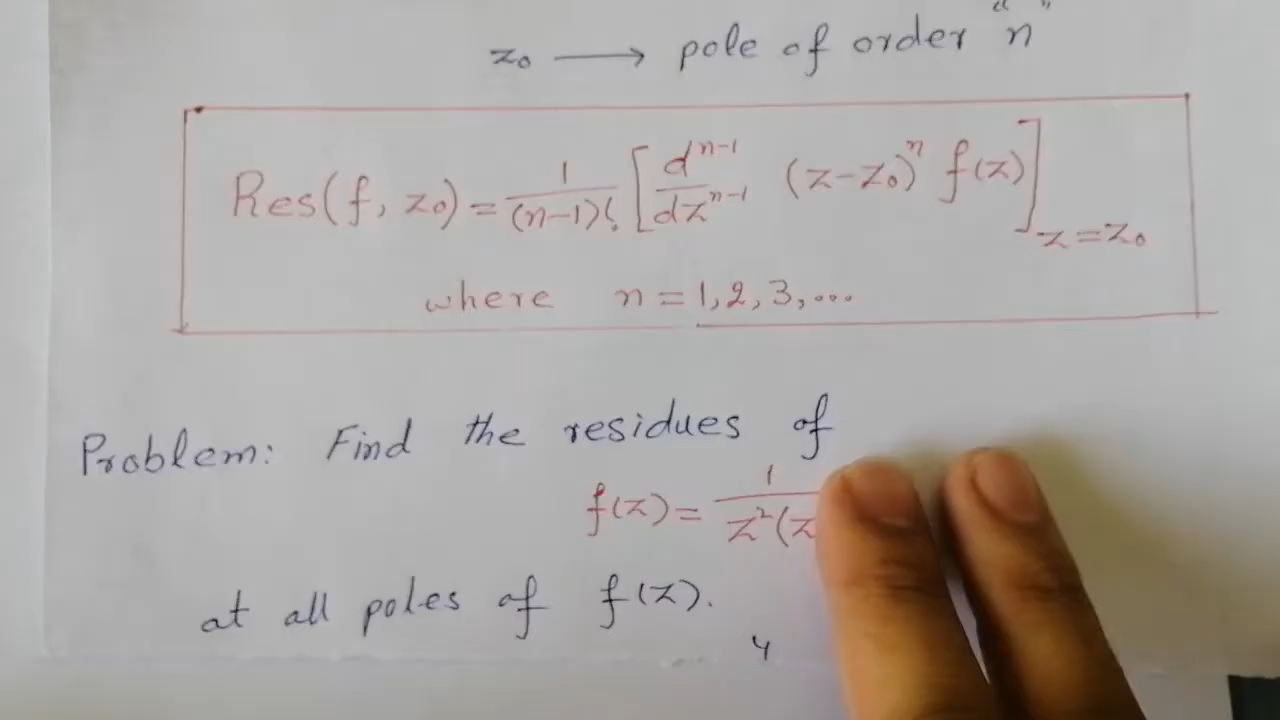 z₀ ⟶ pole of order "n"
Res(f, z₀) = 1/(n-1)! [d^{n-1}/dz^{n-1} (z-z₀)^n f(z)]_{z=z₀}
where n = 1, 2, 3, ...
Problem: Find the residues of
f(z) = 1/z²(z
at all poles of f(z).
4